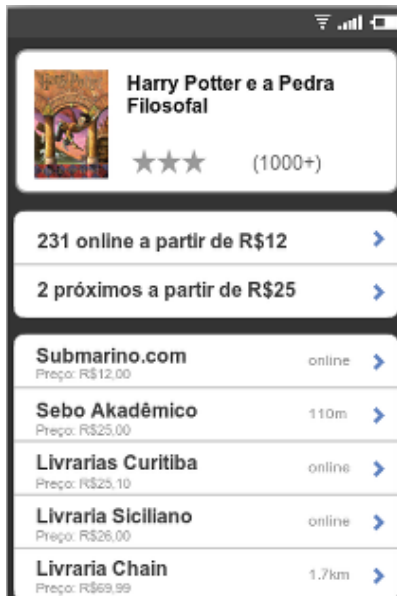 Harry Potter
Harry Potter e a Pedra
Filosofal
(1000+)
231 online a partir de R$12
2 próximos a partir de R$25
Submarino.com
online
Preço: R$12,00
Sebo Akadêmico
110m
Preço: R$25,00
Livrarias Curitiba
online
Preço: R$25,10
Livraria Siciliano
online
Preço: R$26,00
Livraria Chain
1.7km
Preço: R$69,99